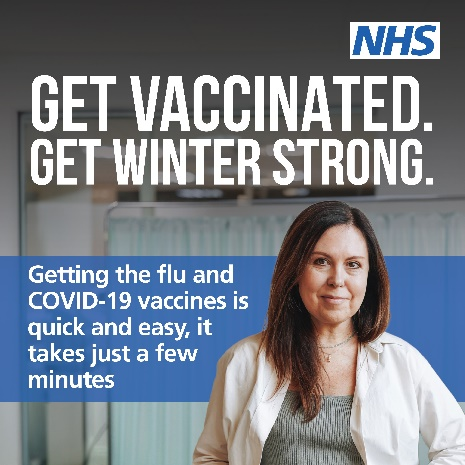 NHS
GET VACCINATED.
GET WINTER STRONG.
Getting the flu and
COVID-19 vaccines is
quick and easy, it
takes just a few
minutes